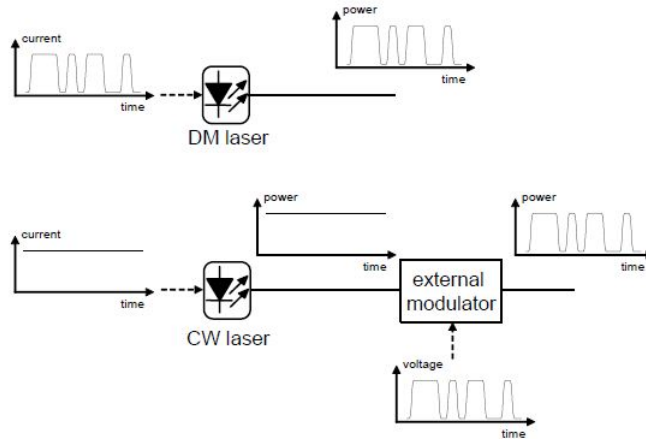 power
current
time
time
DM laser
power
power
current
time
time
time
external
modulator
CW laser
voltage
time